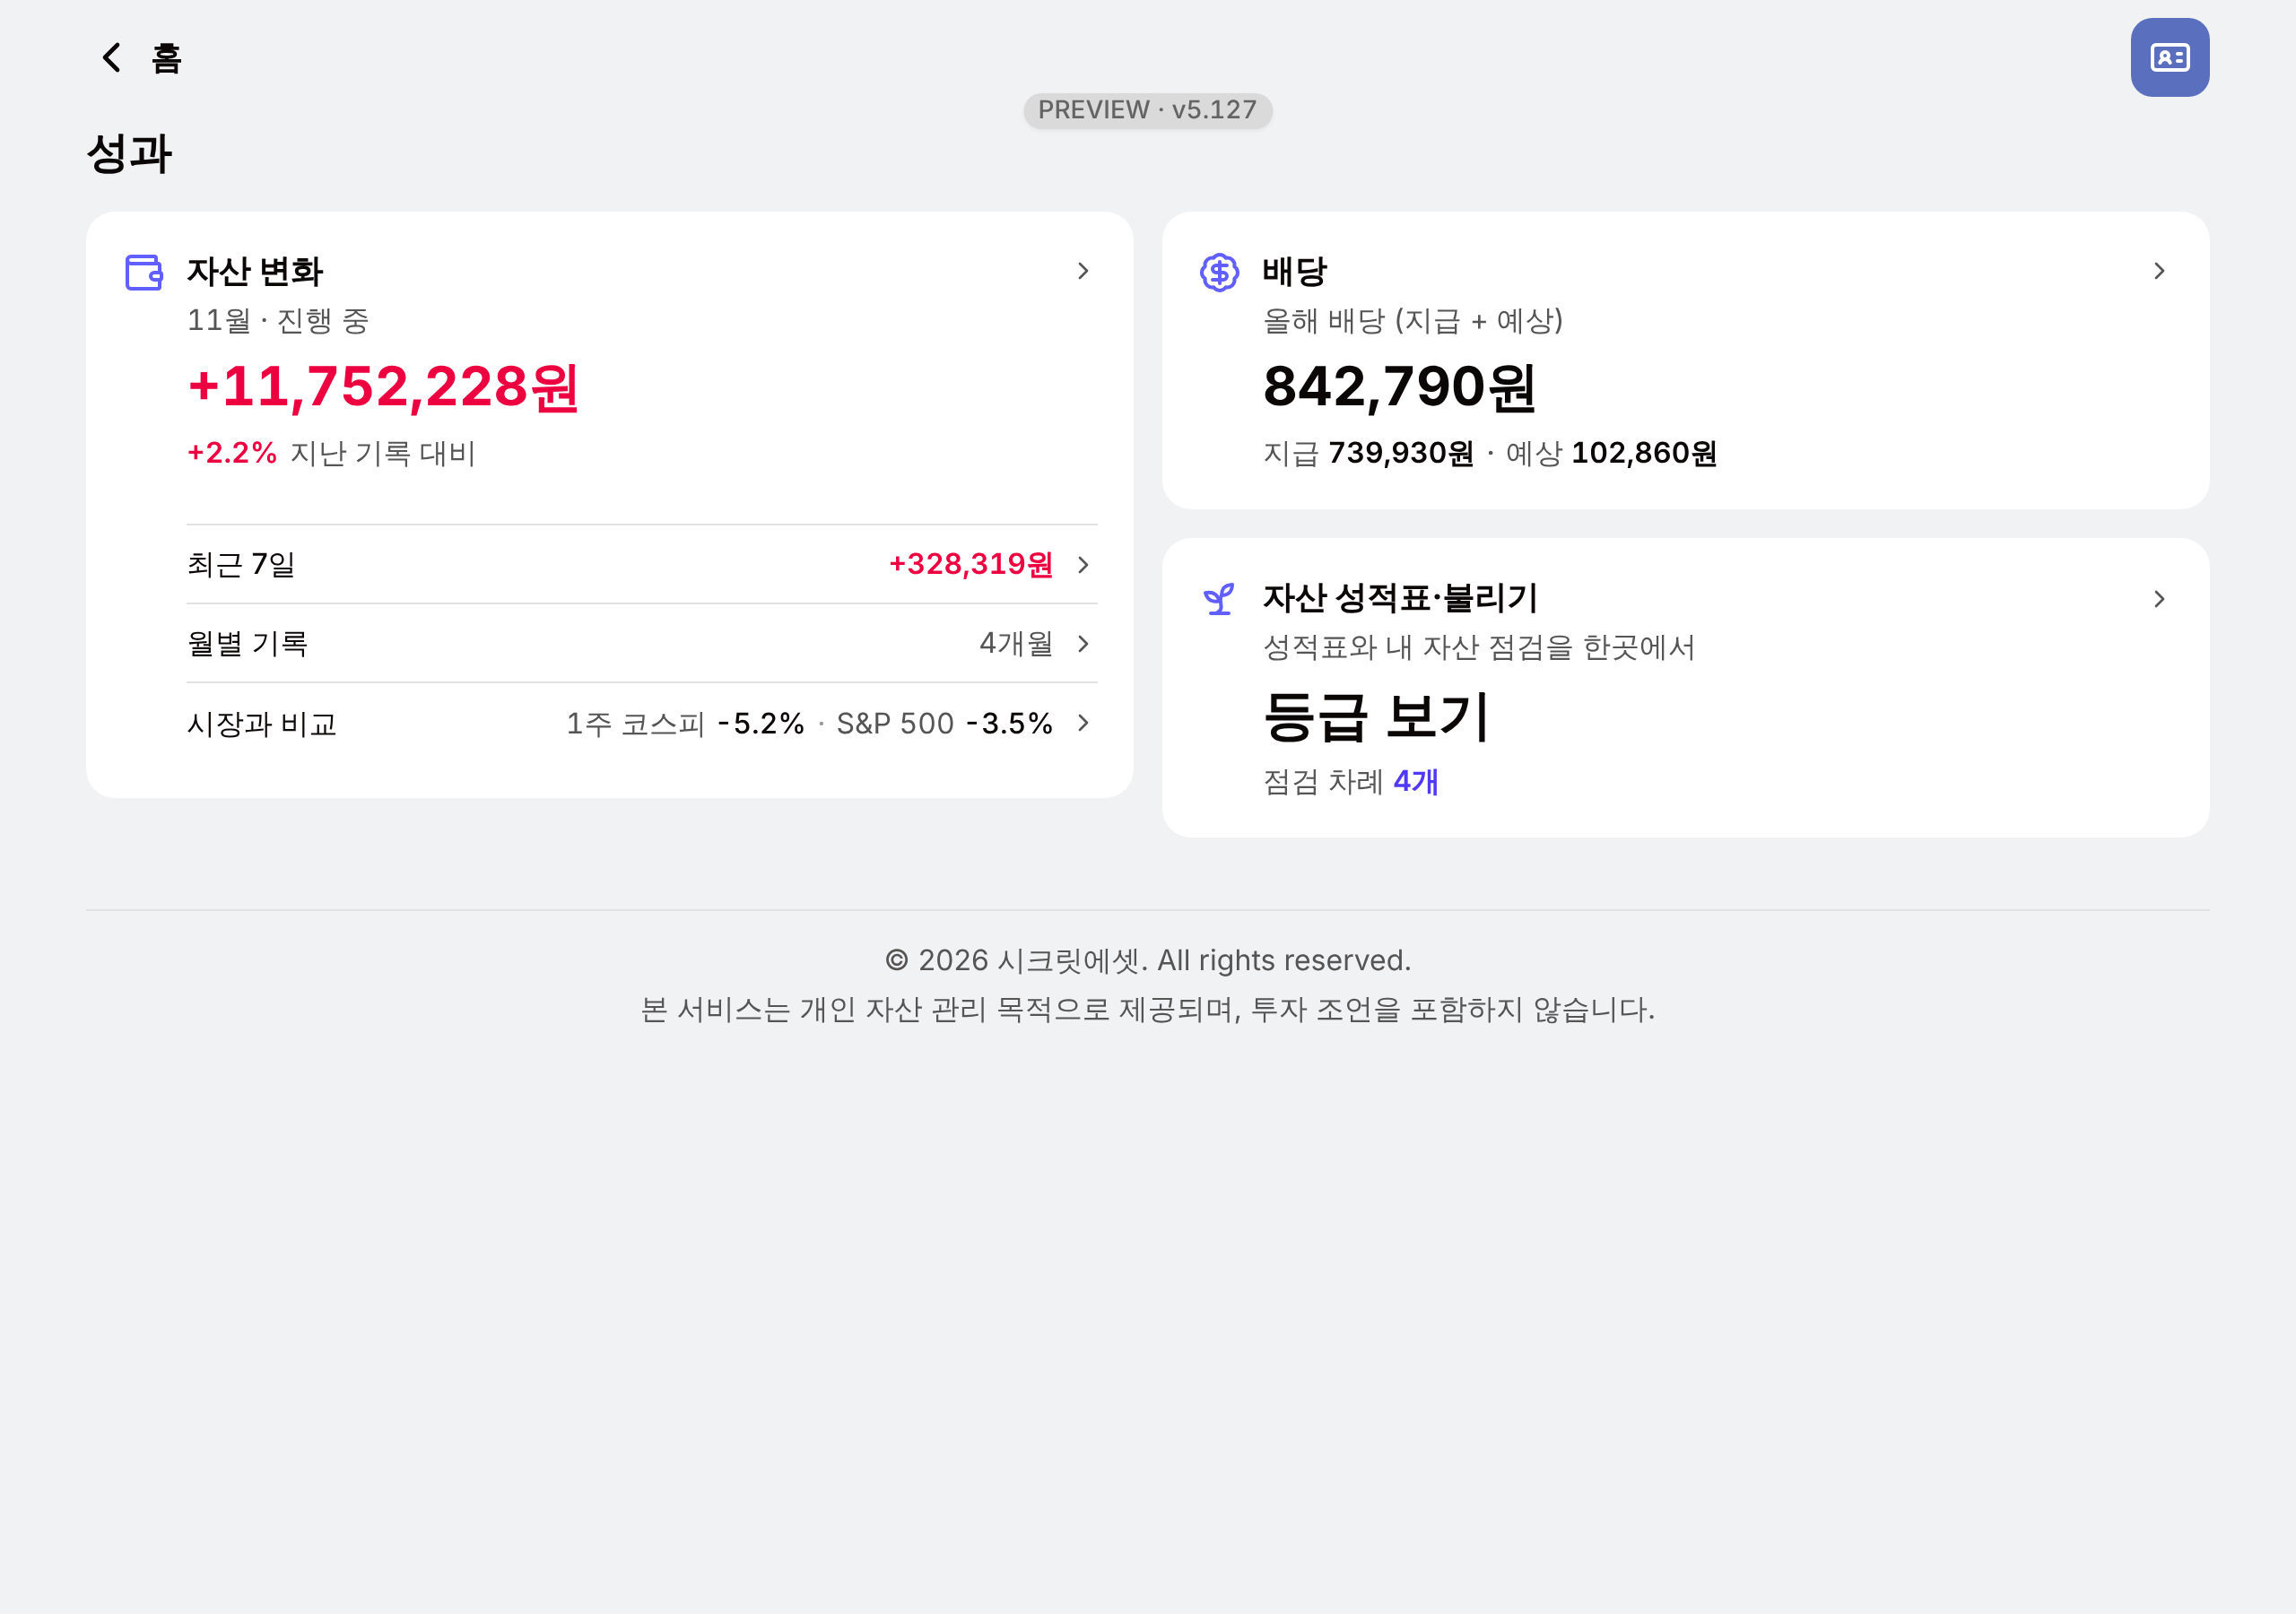 홈
PREVIEW · v5.127
성과
자산 변화
11월 · 진행 중
+11,752,228원
+2.2% 지난 기록 대비
최근 7일 +328,319원
월별 기록 4개월
시장과 비교 1주 코스피 -5.2% · S&P 500 -3.5%
배당
올해 배당 (지급 + 예상)
842,790원
지급 739,930원 · 예상 102,860원
자산 성적표·불리기
성적표와 내 자산 점검을 한곳에서
등급 보기
점검 차례 4개
© 2026 시크릿에셋. All rights reserved.
본 서비스는 개인 자산 관리 목적으로 제공되며, 투자 조언을 포함하지 않습니다.